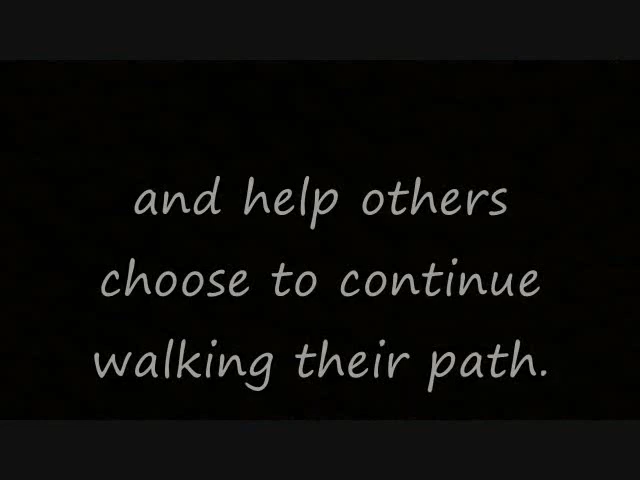 and help others
choose to continue
walking their path.